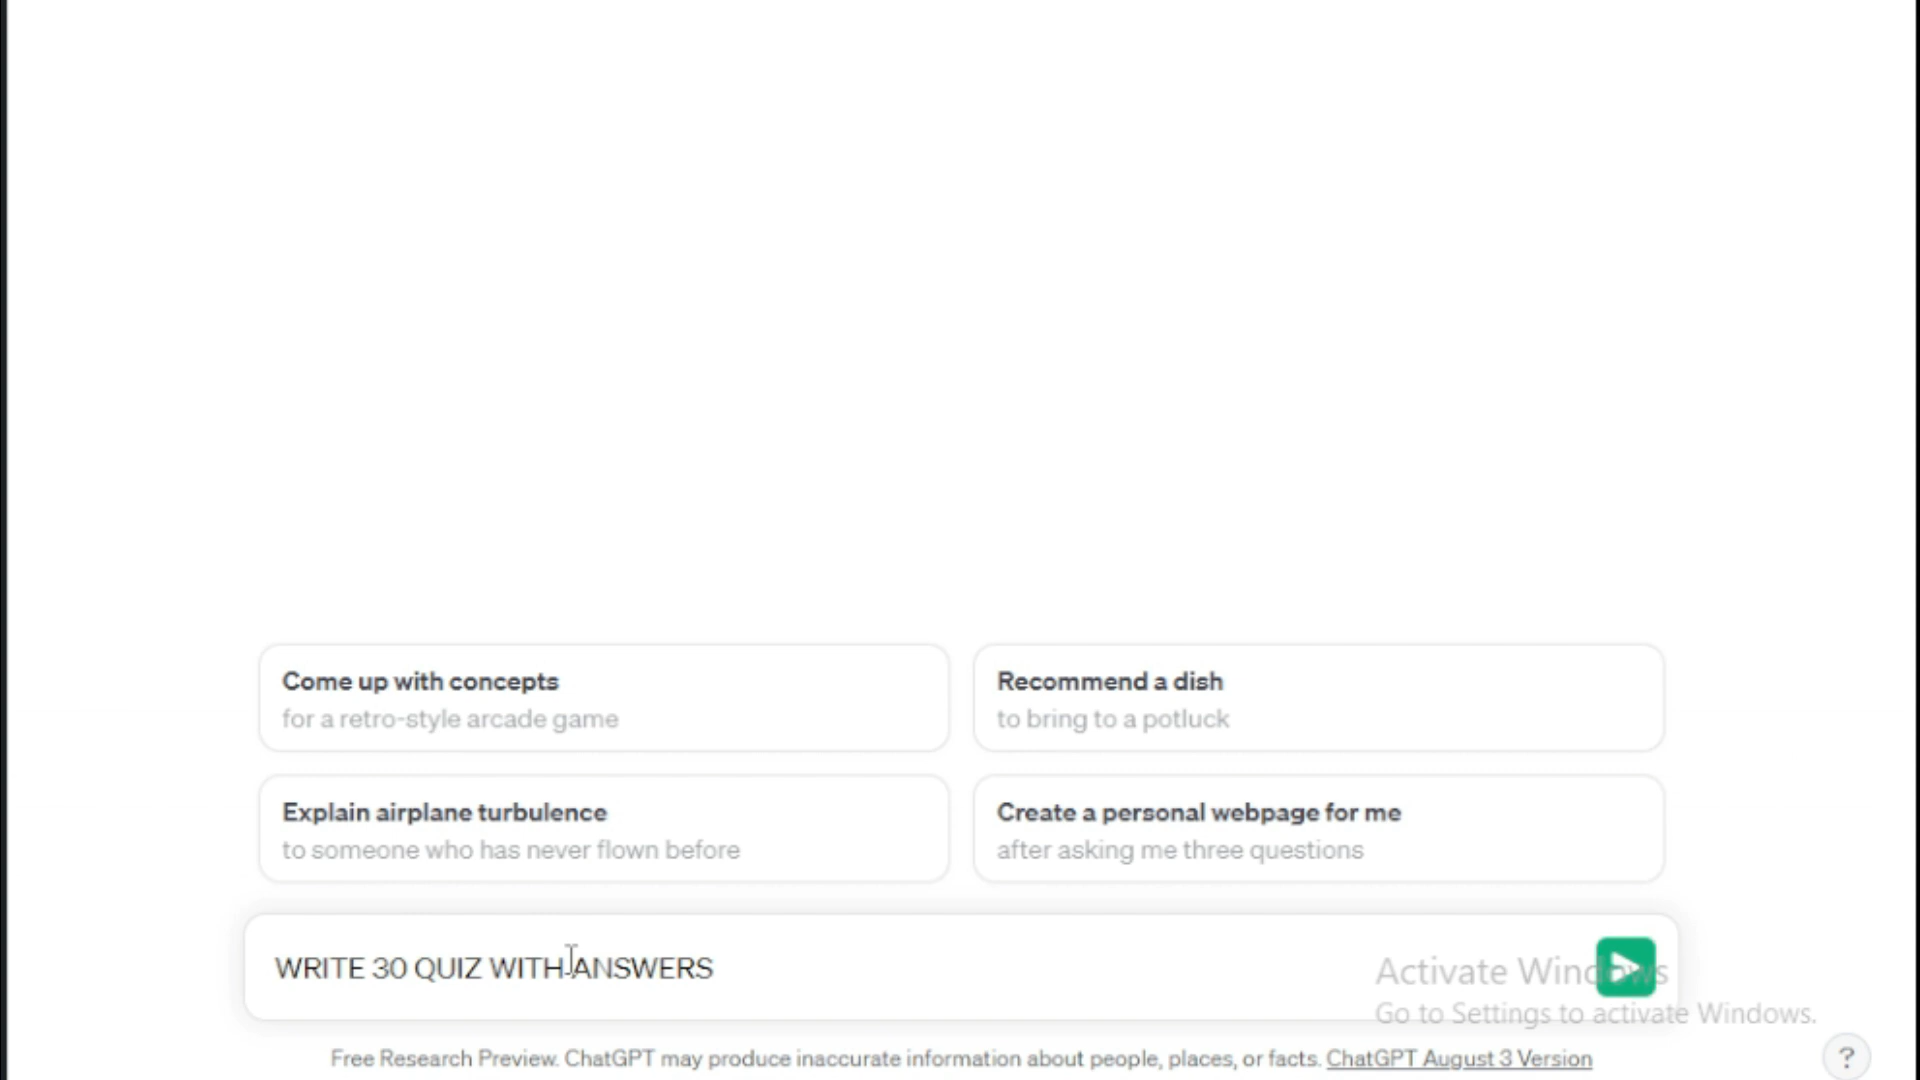 Come up with concepts
for a retro-style arcade game
Recommend a dish
to bring to a potluck
Explain airplane turbulence
to someone who has never flown before
Create a personal webpage for me
after asking me three questions
WRITE 30 QUIZ WITH ANSWERS
Activate Windows
Go to Settings to activate Windows.
Free Research Preview. ChatGPT may produce inaccurate information about people, places, or facts. ChatGPT August 3 Version
?